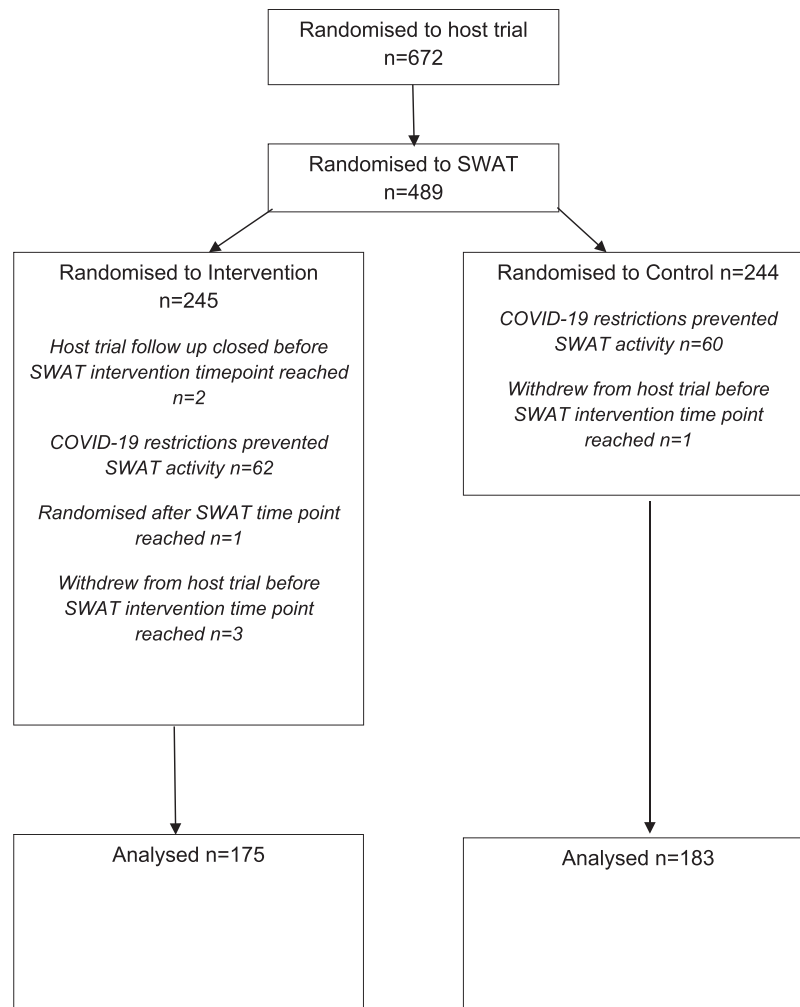 Randomised to host trial
n=672
Randomised to SWAT
n=489
Randomised to Intervention
n=245
Host trial follow up closed before
SWAT intervention timepoint reached
n=2
COVID-19 restrictions prevented
SWAT activity n=62
Randomised after SWAT time point
reached n=1
Withdrew from host trial before
SWAT intervention time point
reached n=3
Randomised to Control n=244
COVID-19 restrictions prevented
SWAT activity n=60
Withdrew from host trial before
SWAT intervention time point
reached n=1
Analysed n=175
Analysed n=183